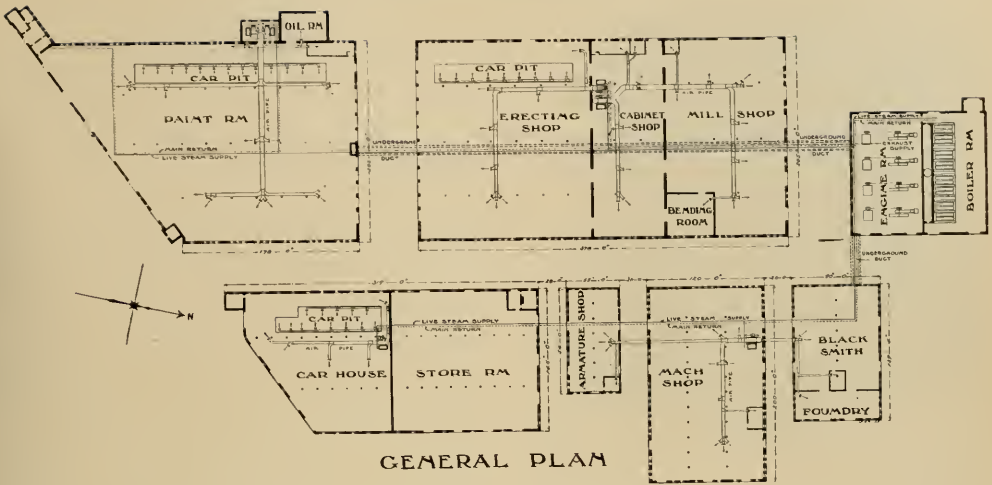 OIL RM
CAR PIT
PAINT RM
AIR PIPE
MAIN RETURN
LIVE STEAM SUPPLY
UNDERGROUND
DUCT
CAR PIT
ERECTING
SHOP
CABINET
SHOP
MILL SHOP
AIR PIPE
BENDING
ROOM
UNDERGROUND
DUCT
LIVE STEAM SUPPLY
MAIN RETURN
EXHAUST
SUPPLY
ENGINE RM
BOILER RM
UNDERGROUND
DUCT
N
CAR PIT
AIR PIPE
CAR HOUSE
LIVE STEAM SUPPLY
MAIN RETURN
STORE RM
ARMATURE SHOP
LIVE STEAM SUPPLY
MAIN RETURN
MACH
SHOP
AIR PIPE
BLACK
SMITH
FOUNDRY
GENERAL PLAN